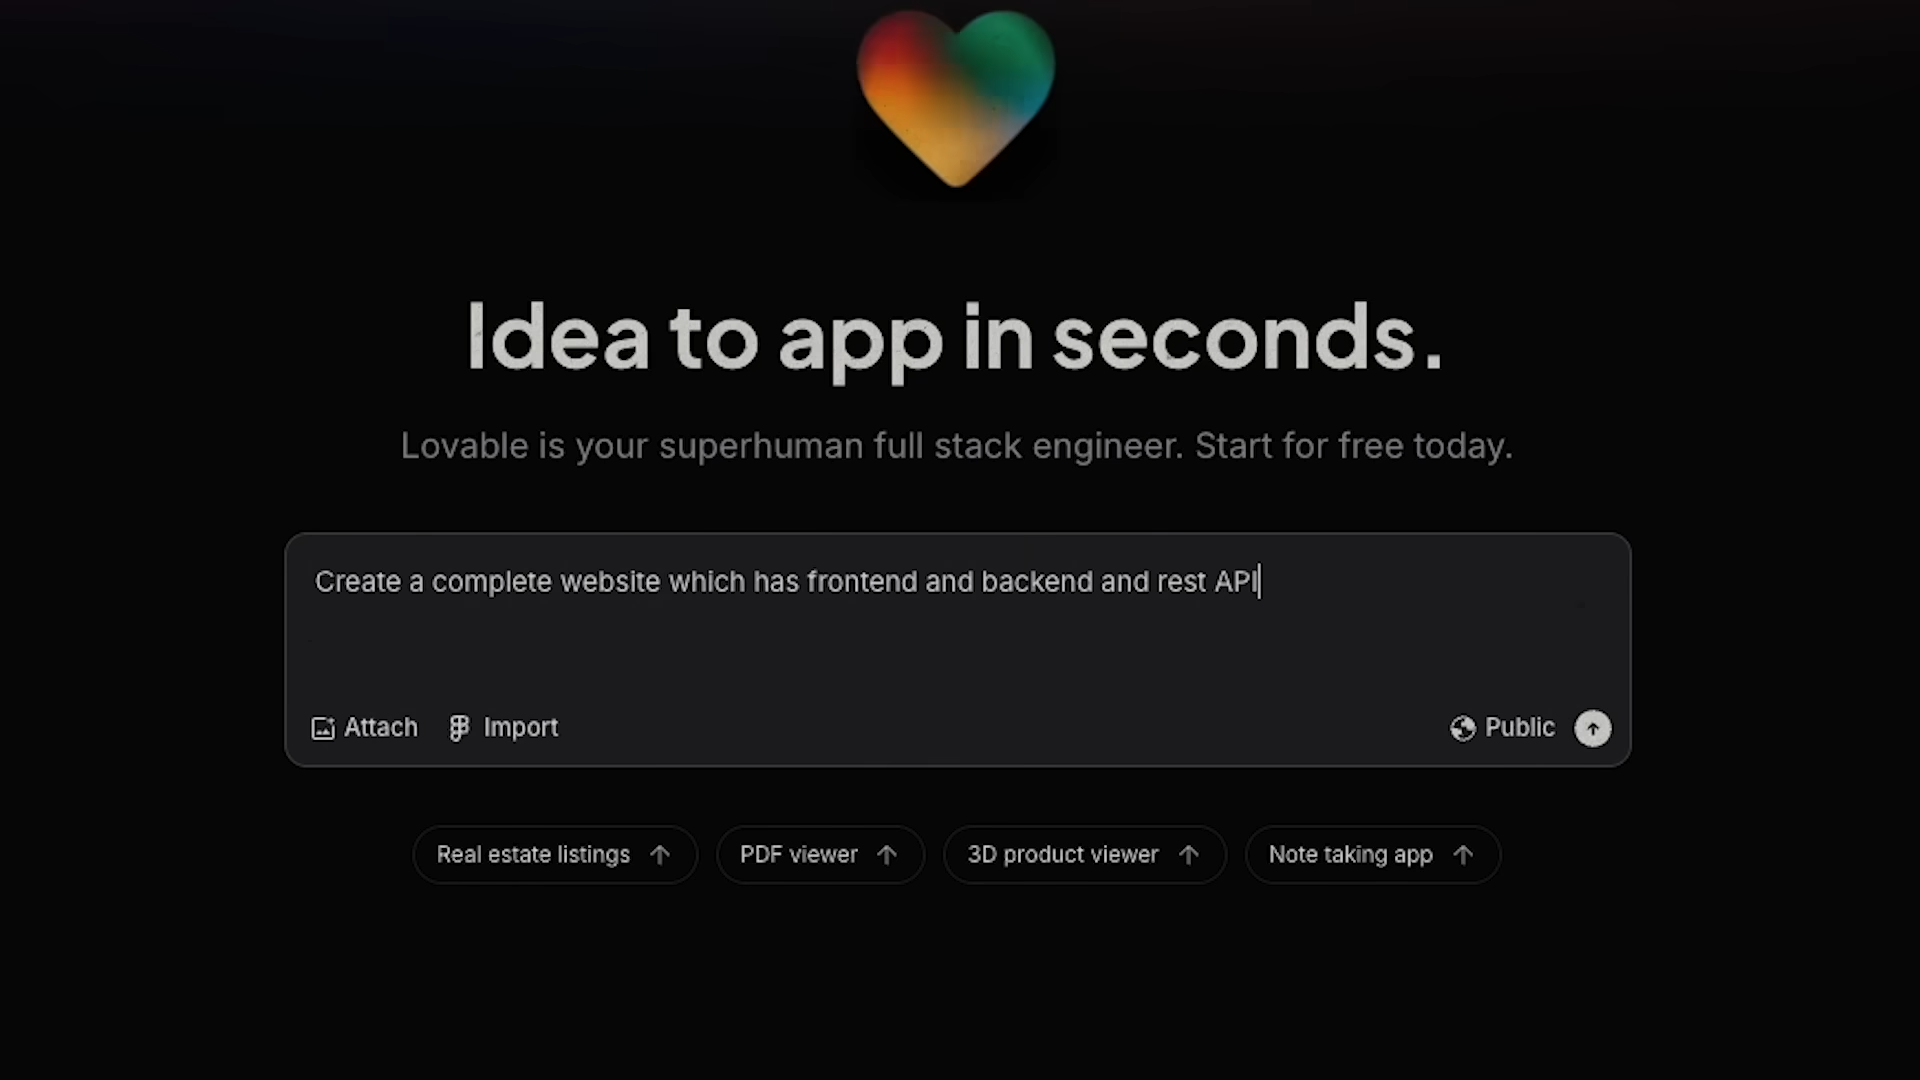 Idea to app in seconds.
Lovable is your superhuman full stack engineer. Start for free today.
Create a complete website which has frontend and backend and rest API
Attach Import Public
Real estate listings PDF viewer 3D product viewer Note taking app